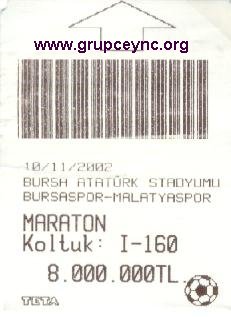 www.grupceync.org
10/11/2002
BURSA ATATÜRK STADYUMU
BURSASPOR-MALATYASPOR
MARATON
Koltuk: I-160
8.000.000TL.
TETA